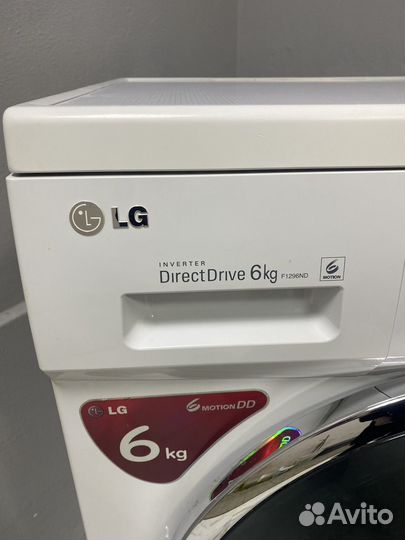 LG
INVERTER
DirectDrive 6kg F1296ND
6 MOTION
LG 6 MOTION DD
6 kg
Avito